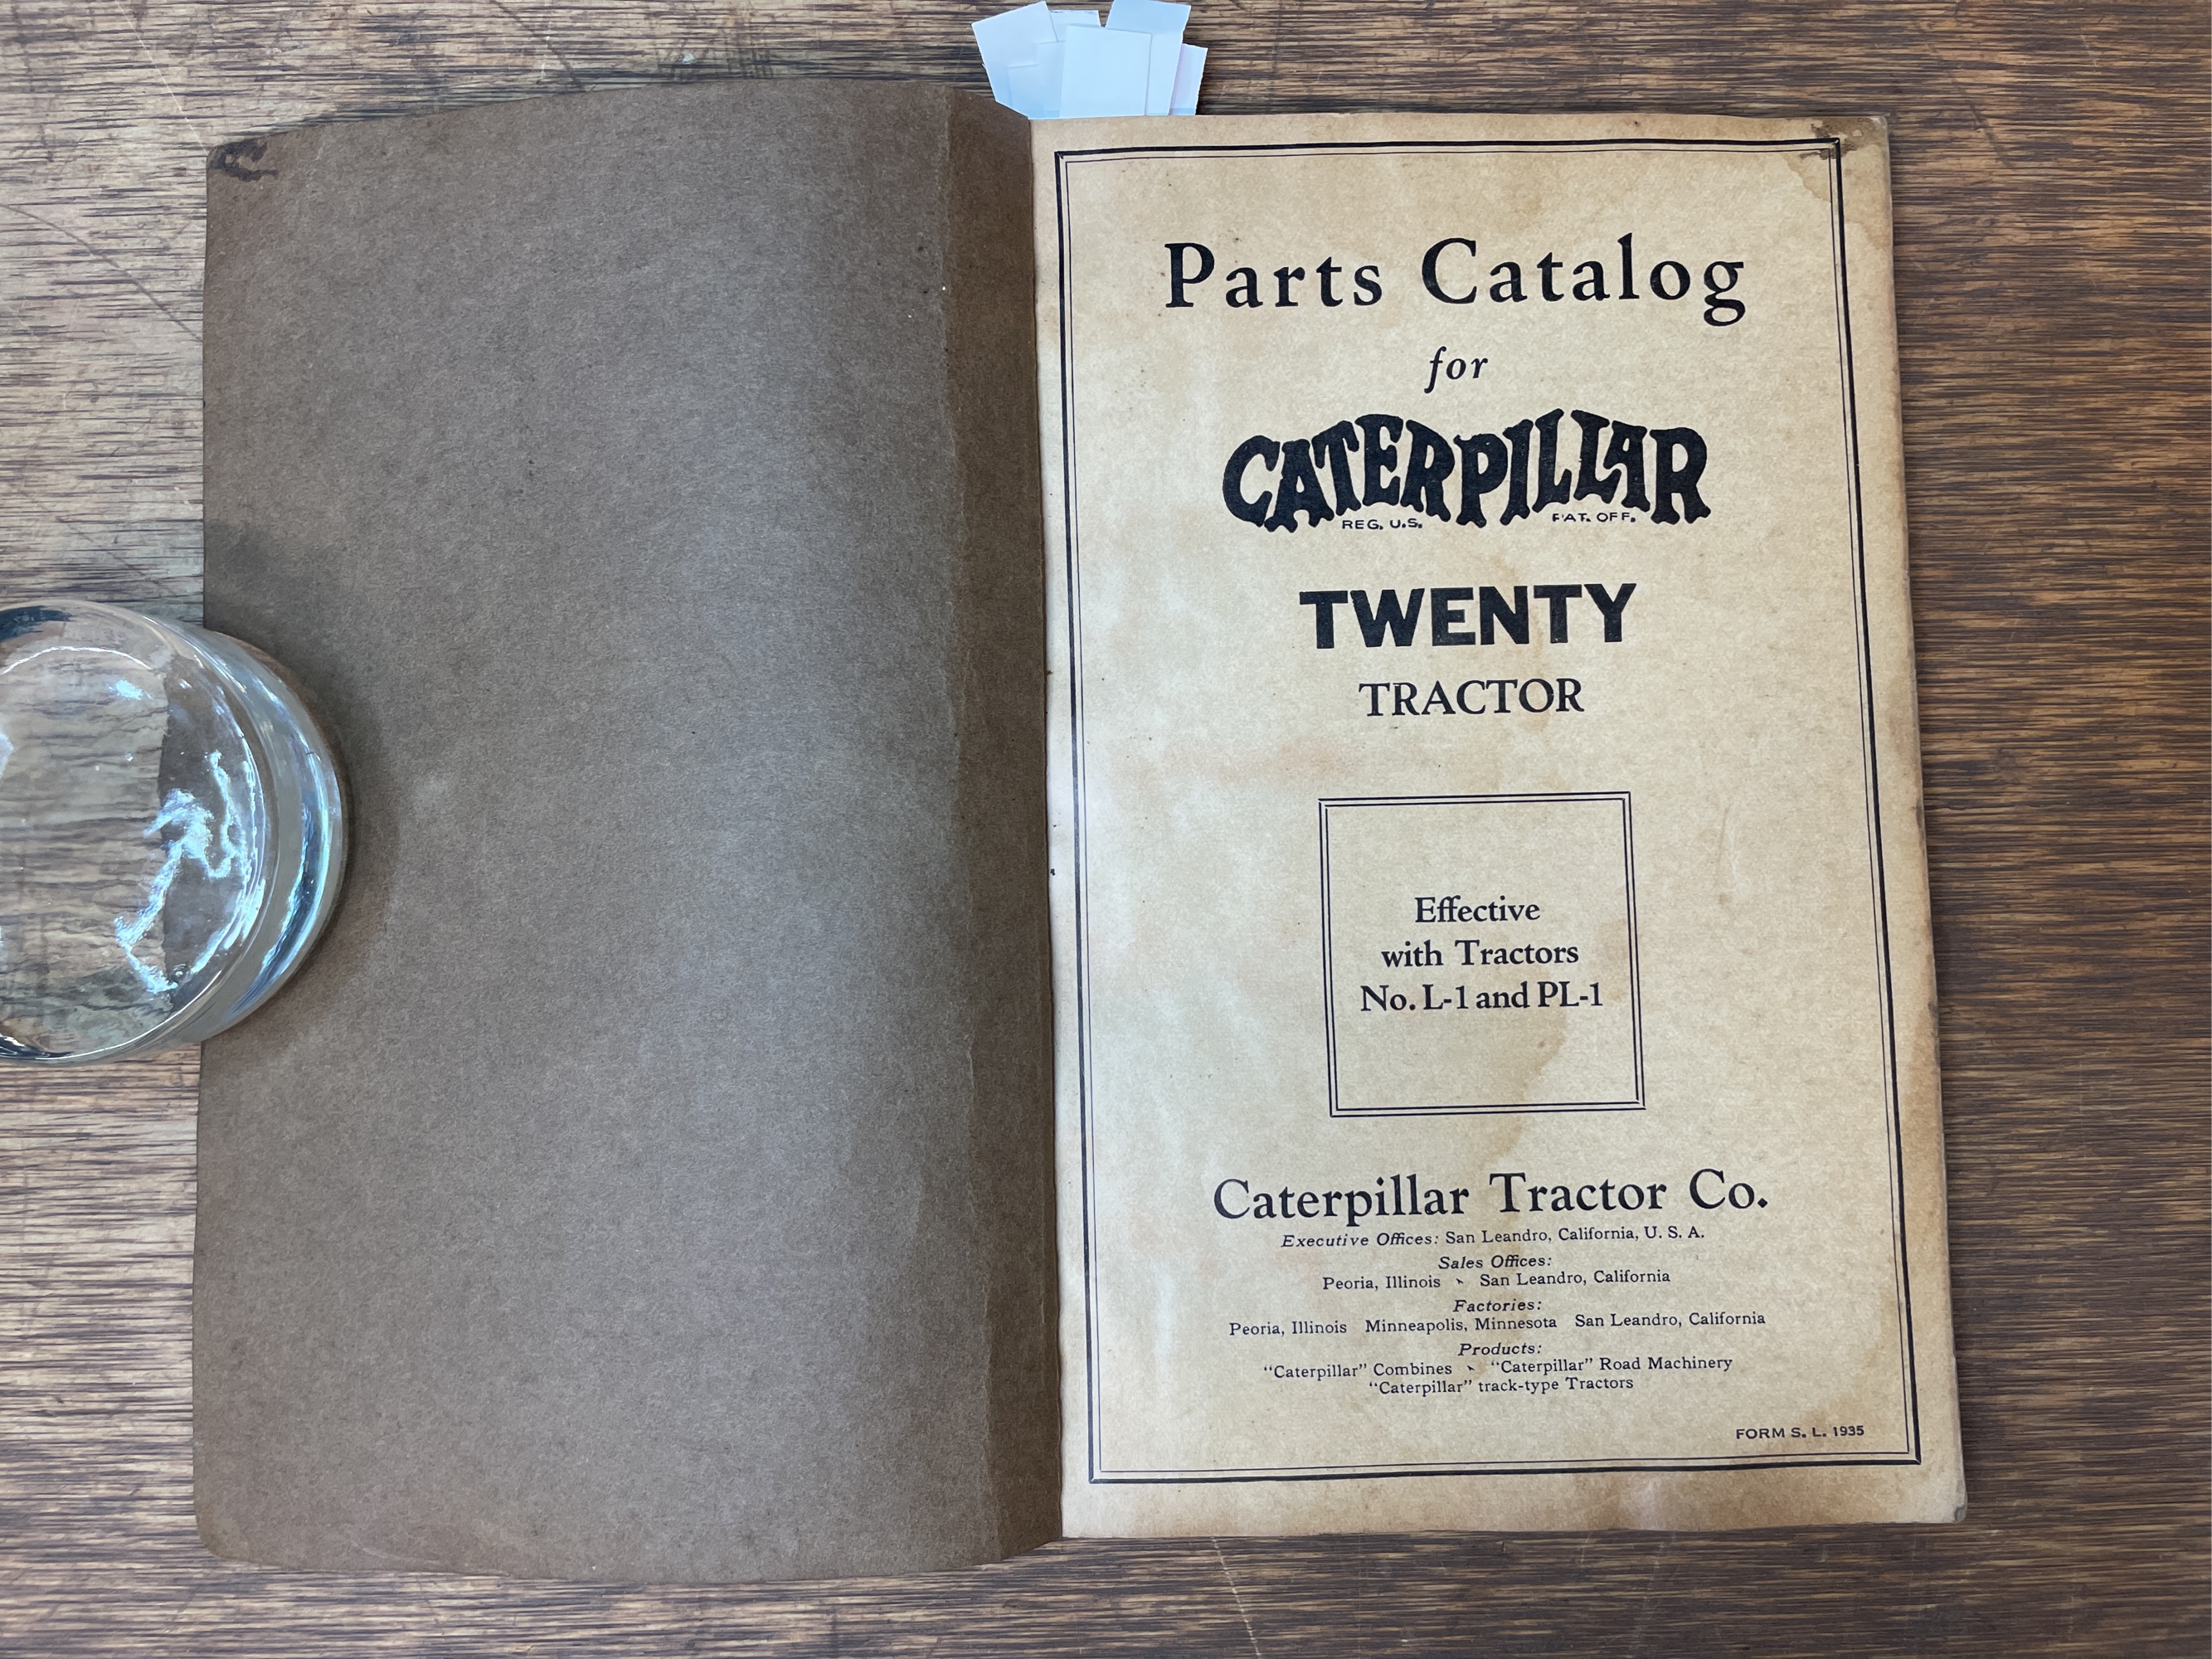 Parts Catalog
for
CATERPILLAR
REG. U.S. PAT. OFF.
TWENTY
TRACTOR
Effective
with Tractors
No. L-1 and PL-1
Caterpillar Tractor Co.
Executive Offices: San Leandro, California, U. S. A.
Sales Offices:
Peoria, Illinois San Leandro, California
Factories:
Peoria, Illinois Minneapolis, Minnesota San Leandro, California
Products:
“Caterpillar” Combines “Caterpillar” Road Machinery
“Caterpillar” track-type Tractors
FORM S. L. 1935